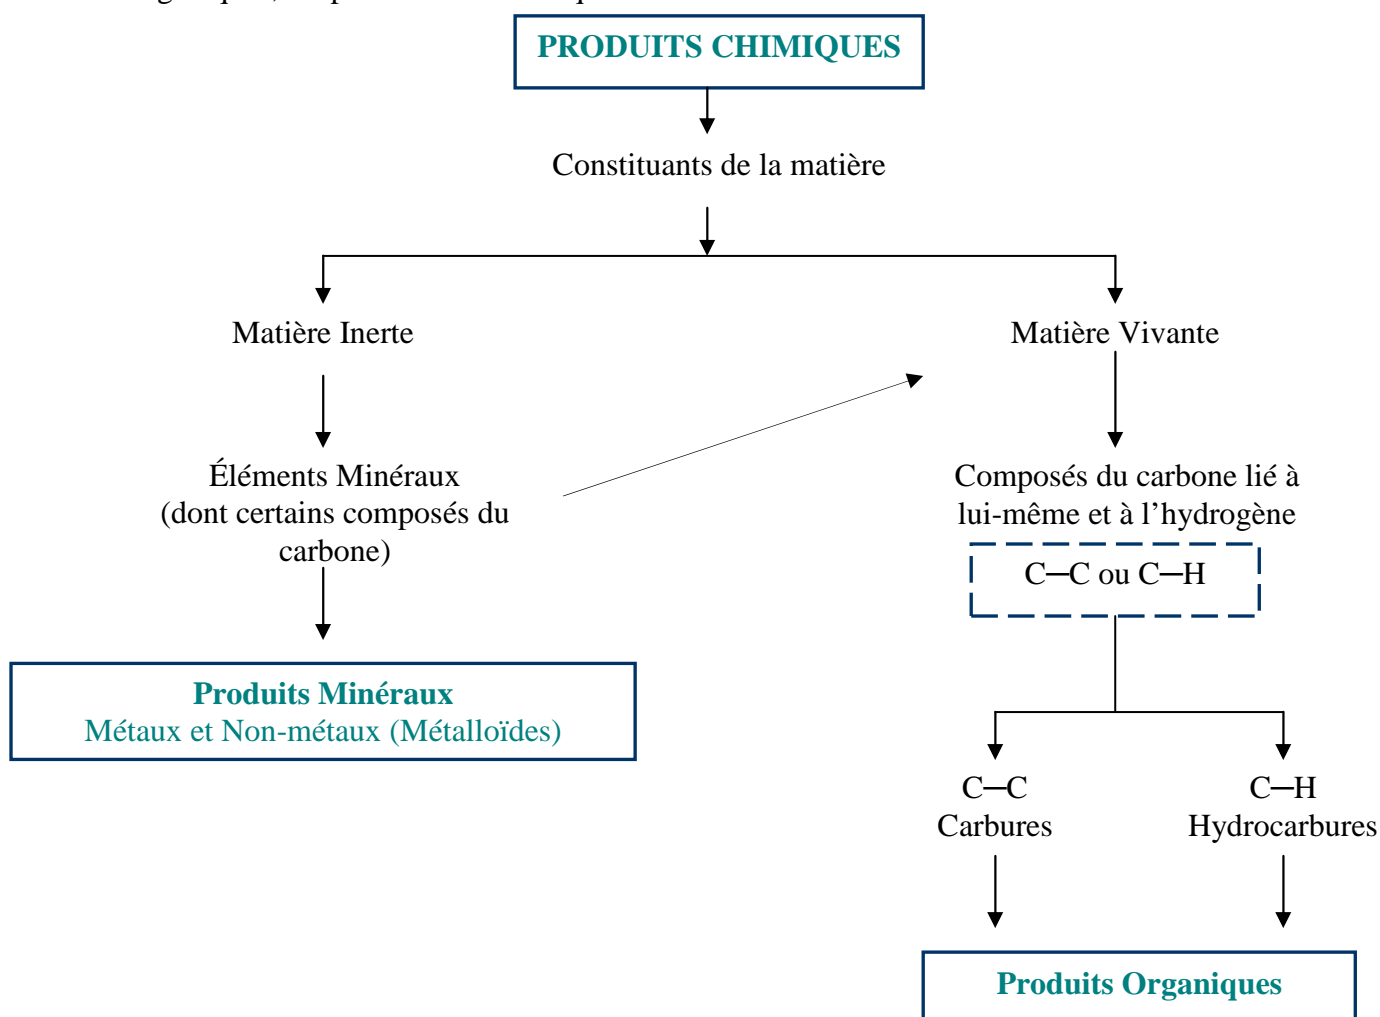 PRODUITS CHIMIQUES
Constituants de la matière
Matière Inerte
Matière Vivante
Éléments Minéraux
(dont certains composés du
carbone)
Composés du carbone lié à
lui-même et à l’hydrogène
C─C ou C─H
Produits Minéraux
Métaux et Non-métaux (Métalloïdes)
C─C
Carbures
C─H
Hydrocarbures
Produits Organiques